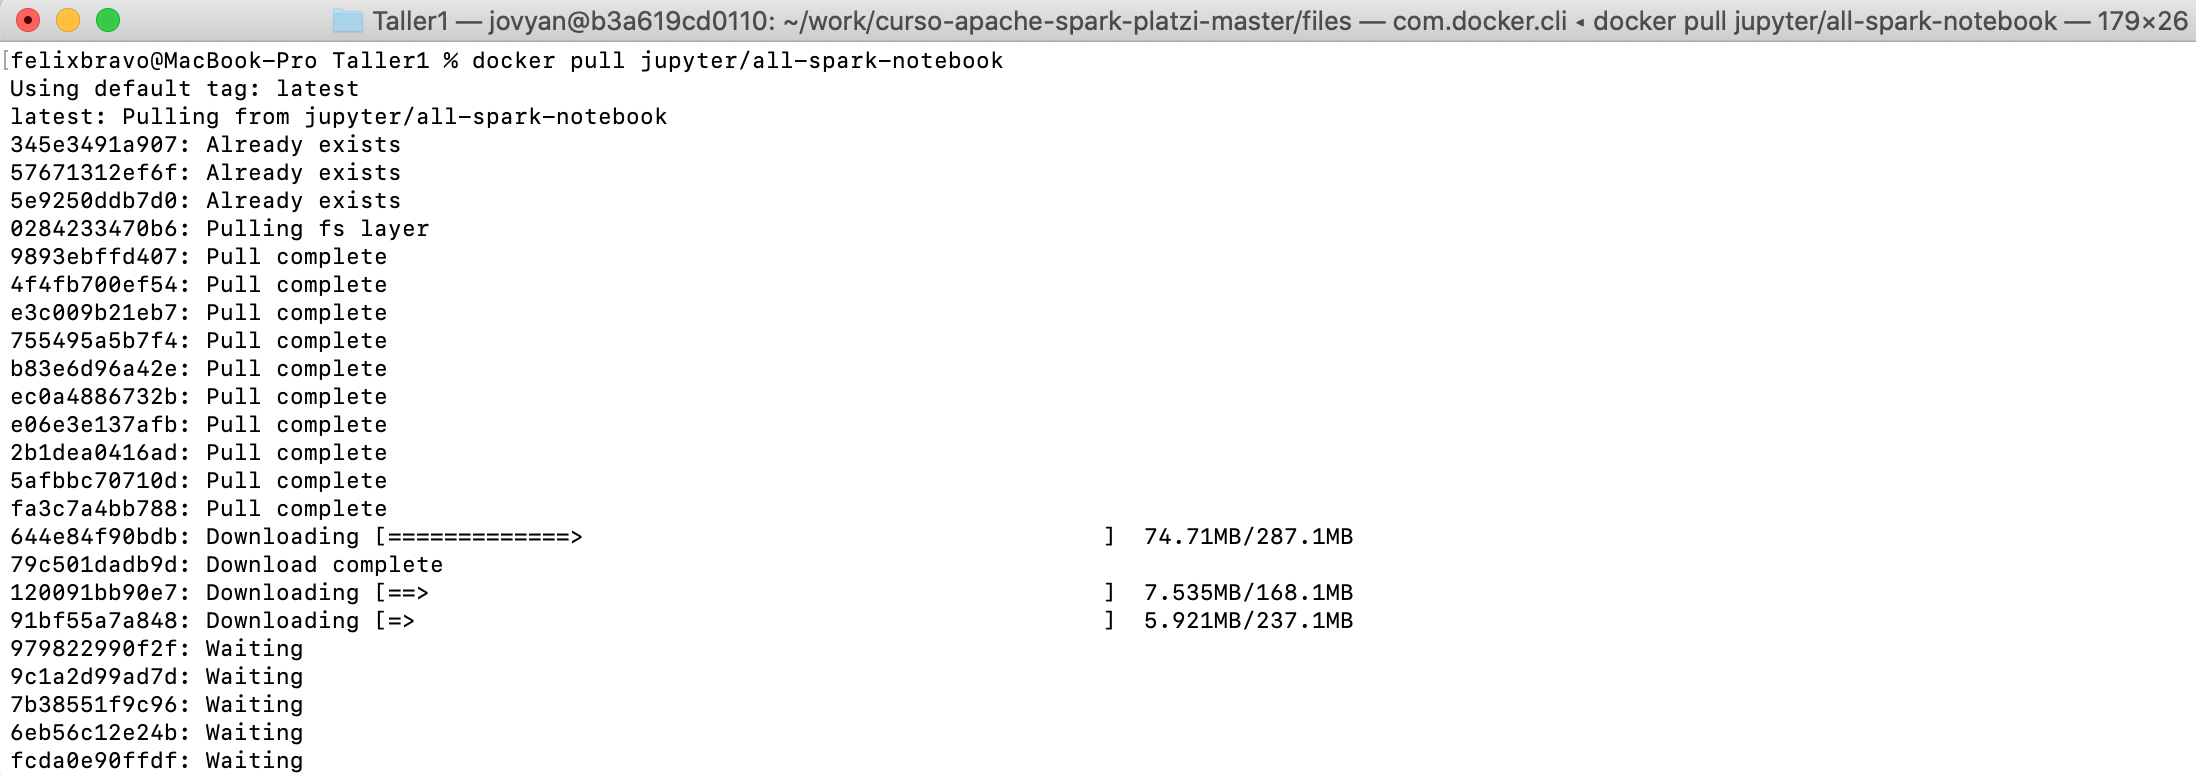 Taller1 — jovyan@b3a619cd0110: ~/work/curso-apache-spark-platzi-master/files — com.docker.cli ◂ docker pull jupyter/all-spark-notebook — 179×26
[felixbravo@MacBook-Pro Taller1 % docker pull jupyter/all-spark-notebook
Using default tag: latest
latest: Pulling from jupyter/all-spark-notebook
345e3491a907: Already exists
57671312ef6f: Already exists
5e9250ddb7d0: Already exists
0284233470b6: Pulling fs layer
9893ebffd407: Pull complete
4f4fb700ef54: Pull complete
e3c009b21eb7: Pull complete
755495a5b7f4: Pull complete
b83e6d96a42e: Pull complete
ec0a4886732b: Pull complete
e06e3e137afb: Pull complete
2b1dea0416ad: Pull complete
5afbbc70710d: Pull complete
fa3c7a4bb788: Pull complete
644e84f90bdb: Downloading [=============>                                     ]  74.71MB/287.1MB
79c501dadb9d: Download complete
120091bb90e7: Downloading [==>                                                ]  7.535MB/168.1MB
91bf55a7a848: Downloading [=>                                                 ]  5.921MB/237.1MB
979822990f2f: Waiting
9c1a2d99ad7d: Waiting
7b38551f9c96: Waiting
6eb56c12e24b: Waiting
fcda0e90ffdf: Waiting